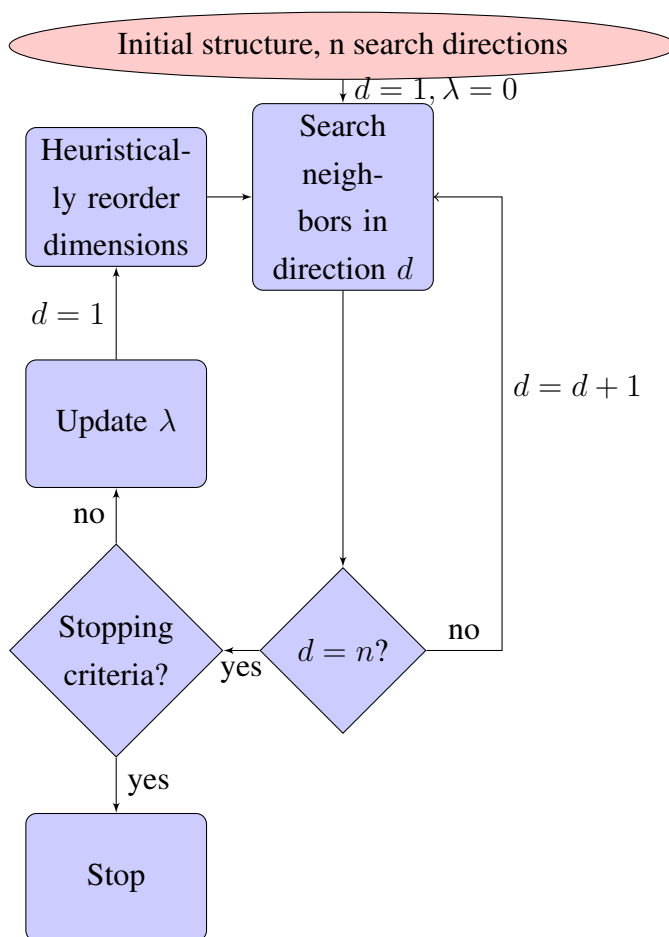 Initial structure, n search directions
d = 1, λ = 0
Search
neigh-
bors in
direction d
Heuristical-
ly reorder
dimensions
d = 1
d = d + 1
Update λ
no
Stopping
criteria?
yes
d = n?
no
yes
Stop